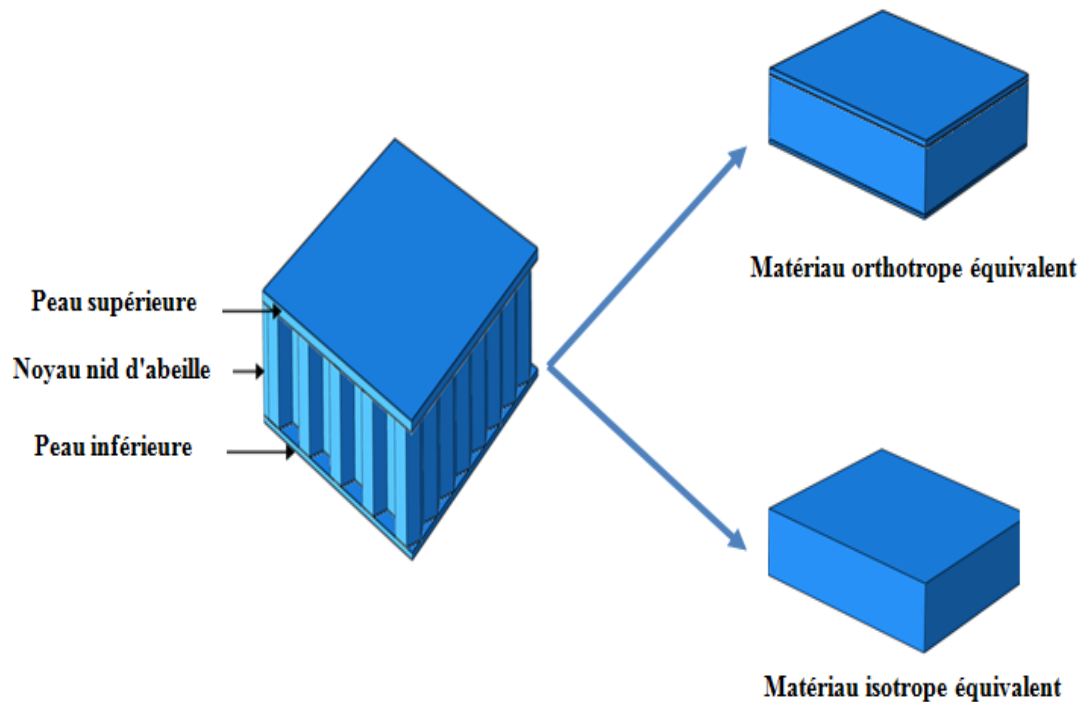 Matériau orthotrope équivalent
Peau supérieure
Noyau nid d'abeille
Peau inférieure
Matériau isotrope équivalent